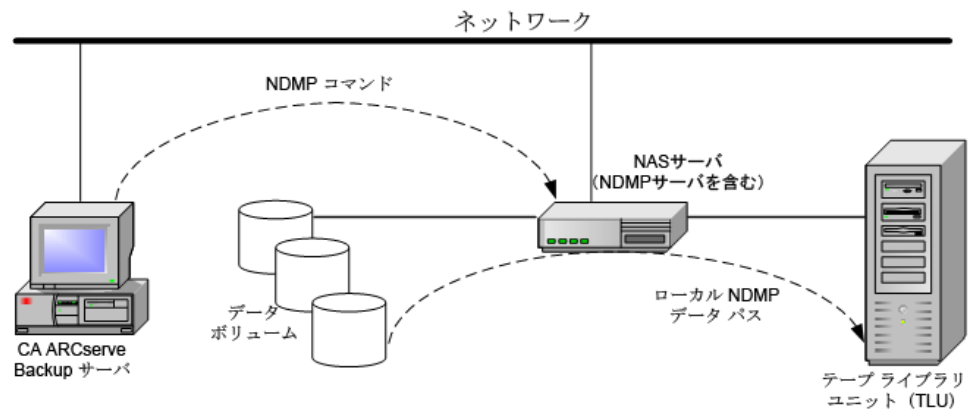 ネットワーク
NDMP コマンド
NASサーバ
(NDMPサーバを含む)
データ
ボリューム
ローカル NDMP
データ パス
CA ARCserve
Backup サーバ
テープ ライブラリ
ユニット (TLU)